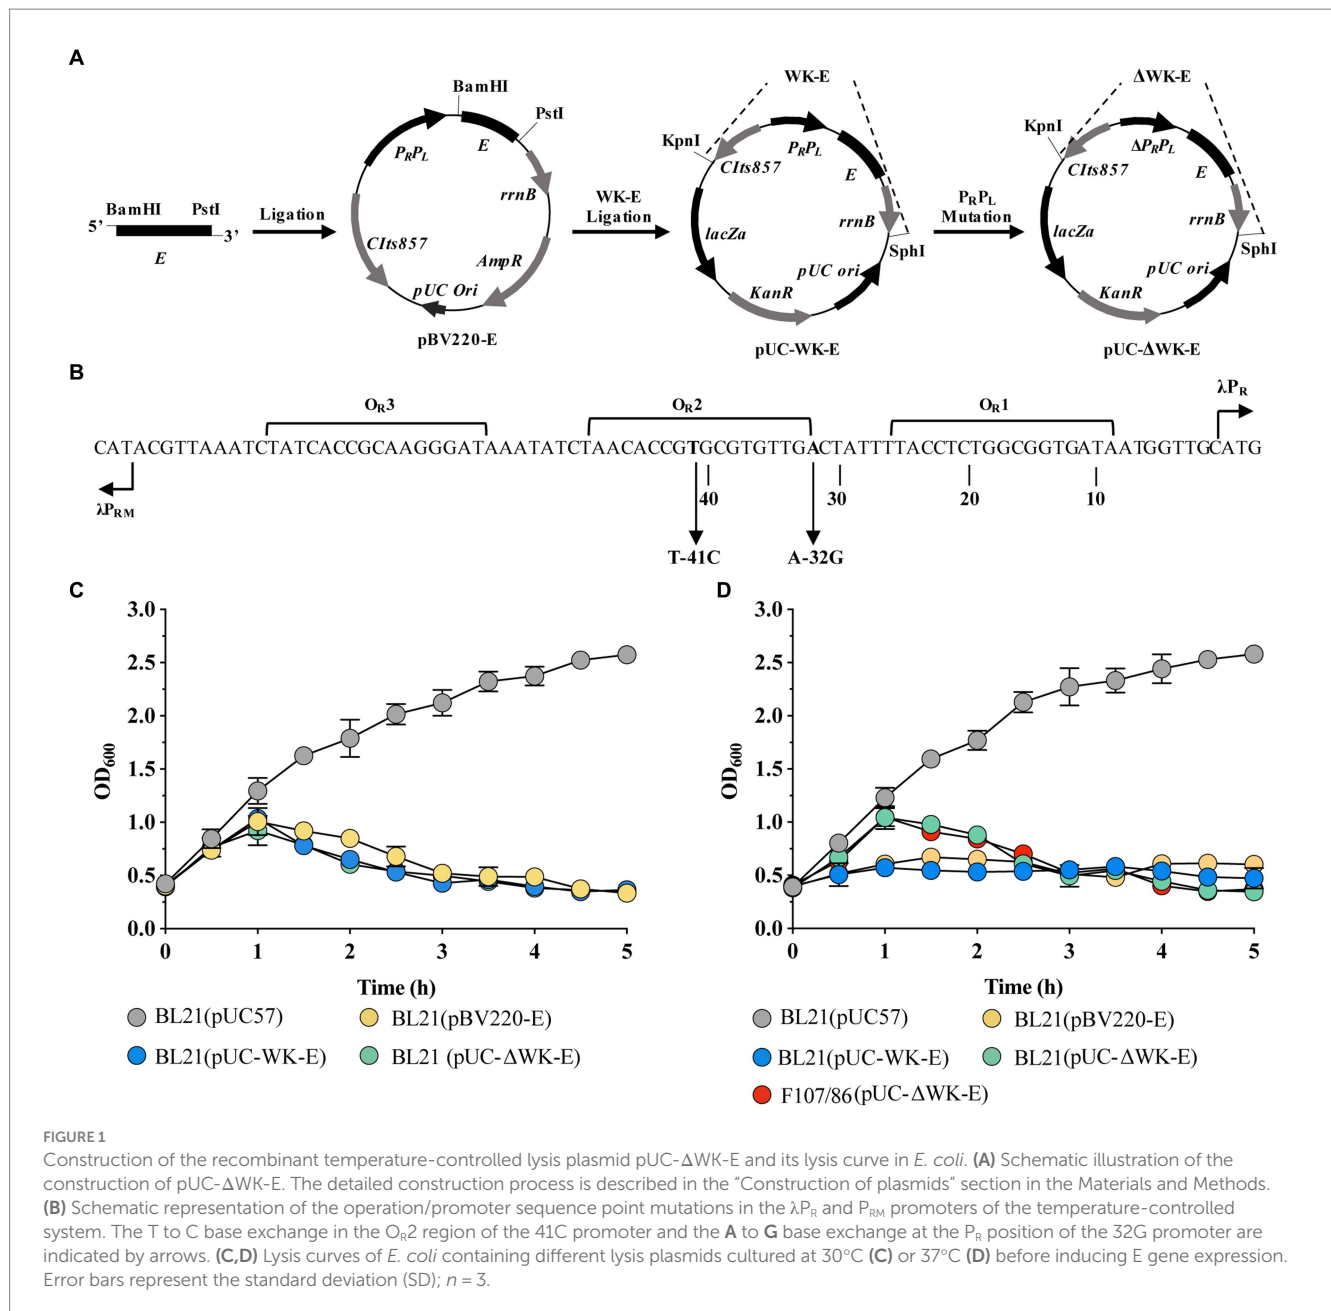 A
BamHI
PstI
5’
3’
E
Ligation
BamHI
PstI
PRPL
E
rrnB
CIts857
AmpR
pUC Ori
pBV220-E
WK-E
Ligation
WK-E
KpnI
PRPL
CIts857
E
lacZa
rrnB
SphI
pUC ori
KanR
pUC-WK-E
PRPL
Mutation
ΔWK-E
KpnI
ΔPRPL
CIts857
E
lacZa
rrnB
SphI
pUC ori
KanR
pUC-ΔWK-E
B
OR3 OR2 OR1 λPR
CATACGTTAAATCTATCACCGCAAGGGATAAATATCTAACACCGTGCGTGTTGACTATTTTACCTCTGGCGGTGATAATGGTTGCATG
λPRM
40 30 20 10
T-41C A-32G
C
3.0
2.5
2.0
1.5
1.0
0.5
0.0
OD600
0 1 2 3 4 5
Time (h)
BL21(pUC57) BL21(pBV220-E)
BL21(pUC-WK-E) BL21 (pUC-ΔWK-E)
D
3.0
2.5
2.0
1.5
1.0
0.5
0.0
OD600
0 1 2 3 4 5
Time (h)
BL21(pUC57) BL21(pBV220-E)
BL21(pUC-WK-E) BL21(pUC-ΔWK-E)
F107/86(pUC-ΔWK-E)
FIGURE 1
Construction of the recombinant temperature-controlled lysis plasmid pUC-ΔWK-E and its lysis curve in E. coli. (A) Schematic illustration of the
construction of pUC-ΔWK-E. The detailed construction process is described in the “Construction of plasmids” section in the Materials and Methods.
(B) Schematic representation of the operation/promoter sequence point mutations in the λPR and PRM promoters of the temperature-controlled
system. The T to C base exchange in the OR2 region of the 41C promoter and the A to G base exchange at the PR position of the 32G promoter are
indicated by arrows. (C,D) Lysis curves of E. coli containing different lysis plasmids cultured at 30°C (C) or 37°C (D) before inducing E gene expression.
Error bars represent the standard deviation (SD); n = 3.